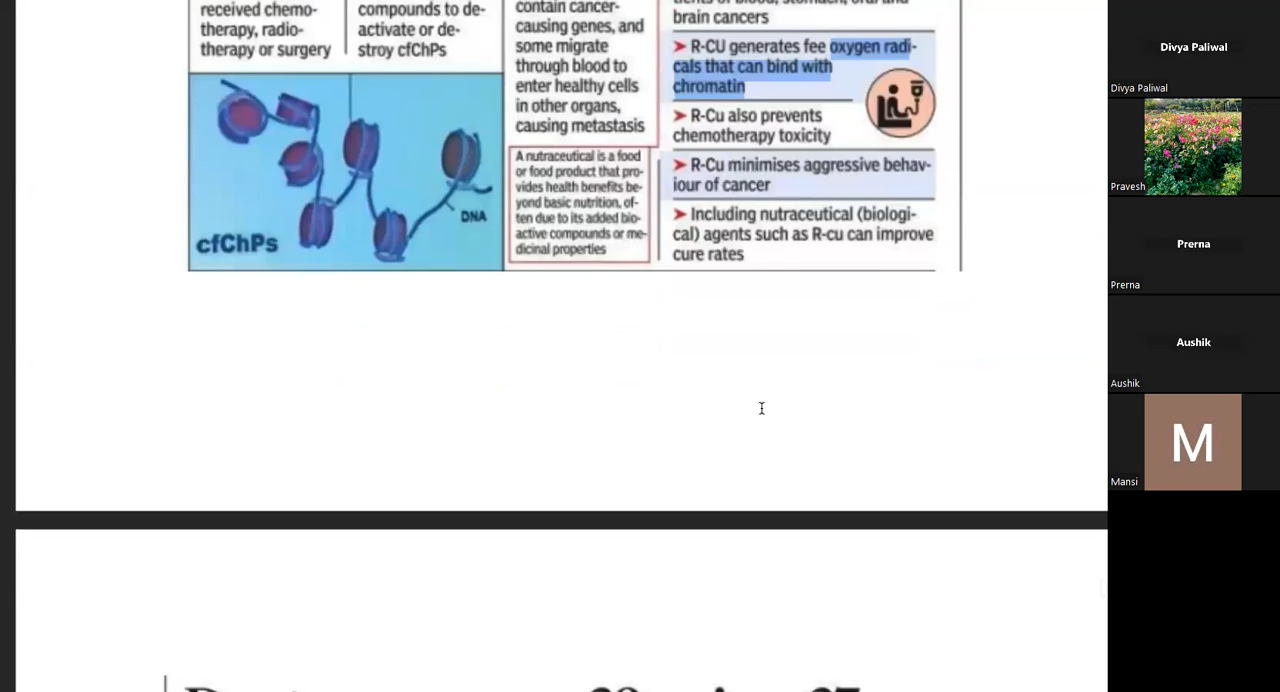 received chemo-
therapy, radio-
therapy or surgery
compounds to de-
activate or de-
stroy cfChPs
cfChPs
DNA
contain cancer-
causing genes, and
some migrate
through blood to
enter healthy cells
in other organs,
causing metastasis
A nutraceutical is a food
or food product that pro-
vides health benefits be-
yond basic nutrition, of-
ten due to its added bio-
active compounds or me-
dicinal properties
brain cancers
➤ R-CU generates fee oxygen radi-
cals that can bind with
chromatin
➤ R-Cu also prevents
chemotherapy toxicity
➤ R-Cu minimises aggressive behav-
iour of cancer
➤ Including nutraceutical (biologi-
cal) agents such as R-cu can improve
cure rates
Divya Paliwal
Divya Paliwal
Pravesh
Prerna
Prerna
Aushik
Aushik
M
Mansi